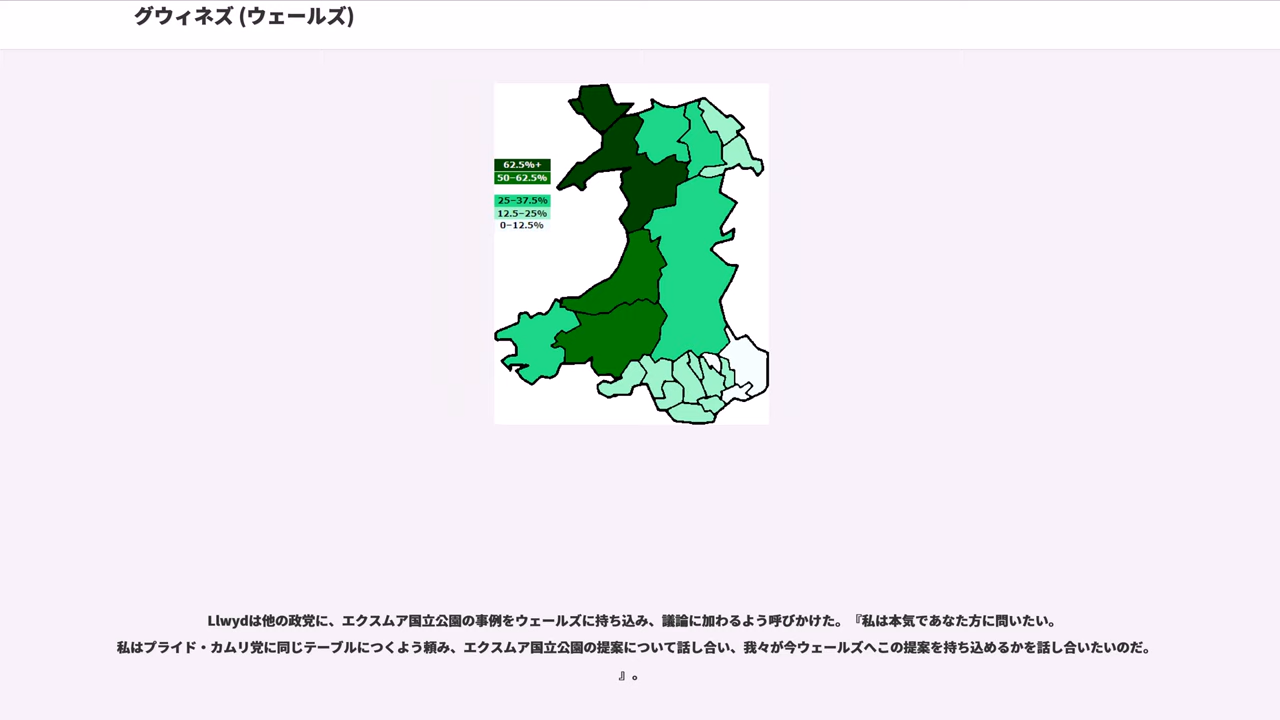 グウィネズ (ウェールズ)
62.5%+
50−62.5%
25−37.5%
12.5−25%
0−12.5%
Llwydは他の政党に、エクスムア国立公園の事例をウェールズに持ち込み、議論に加わるよう呼びかけた。『私は本気であなた方に問いたい。
私はプライド・カムリ党に同じテーブルにつくよう頼み、エクスムア国立公園の提案について話し合い、我々が今ウェールズへこの提案を持ち込めるかを話し合いたいのだ。
』。